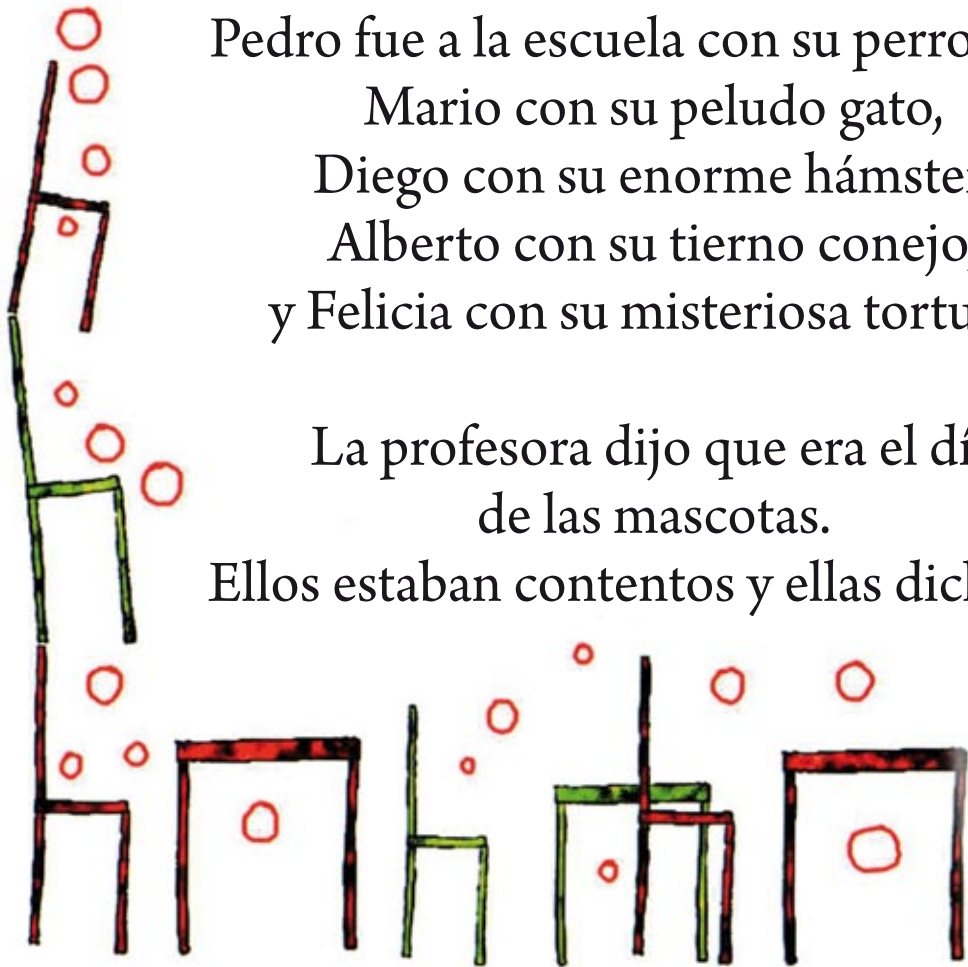 Pedro fue a la escuela con su perro
Mario con su peludo gato,
Diego con su enorme
Alberto con su tierno conejo,
y Felicia con su misteriosa
La profesora dijo que era el
de las mascotas.
Ellos estaban contentos y ellas